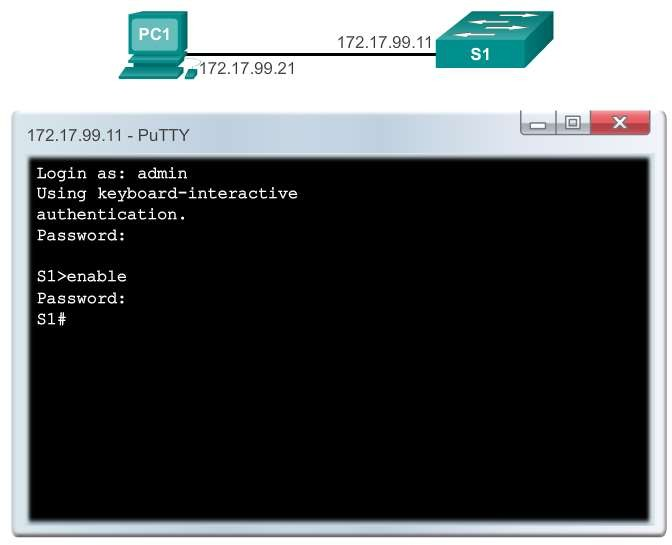 PC1
172.17.99.11
S1
172.17.99.21
172.17.99.11 - PuTTY
Login as: admin
Using keyboard-interactive
authentication.
Password:
S1>enable
Password:
S1#